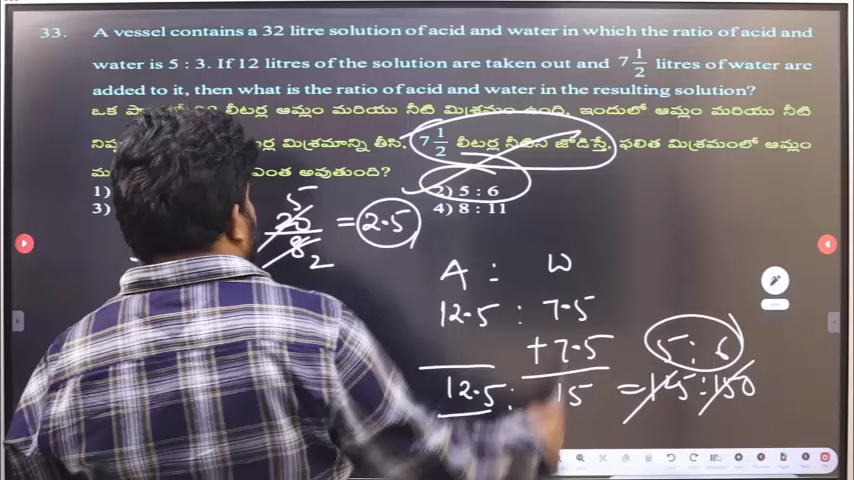 33. A vessel contains a 32 litre solution of acid and water in which the ratio of acid and
water is 5 : 3. If 12 litres of the solution are taken out and 7 1/2 litres of water are
added to it, then what is the ratio of acid and water in the resulting solution?
ఒక లీటర్ల ఆమ్లం మరియు నీటి మిశ్రమం ఉంది. ఇందులో ఆమ్లం మరియు నీటి
మిశ్రమాన్ని తీసి, 7 1/2 లీటర్ల నీటిని జోడిస్తే, ఫలిత మిశ్రమంలో ఆమ్లం
ఎంత అవుతుంది?
1) 2) 5 : 6
3) 4) 8 : 11
5
20/8 = 2.5
2
A : W
12.5 : 7.5
+7.5 5 : 6
12.5 : 15 = 125 : 150